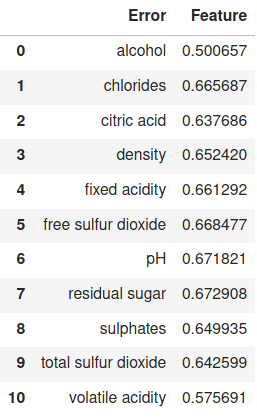 Error Feature
0 alcohol 0.500657
1 chlorides 0.665687
2 citric acid 0.637686
3 density 0.652420
4 fixed acidity 0.661292
5 free sulfur dioxide 0.668477
6 pH 0.671821
7 residual sugar 0.672908
8 sulphates 0.649935
9 total sulfur dioxide 0.642599
10 volatile acidity 0.575691